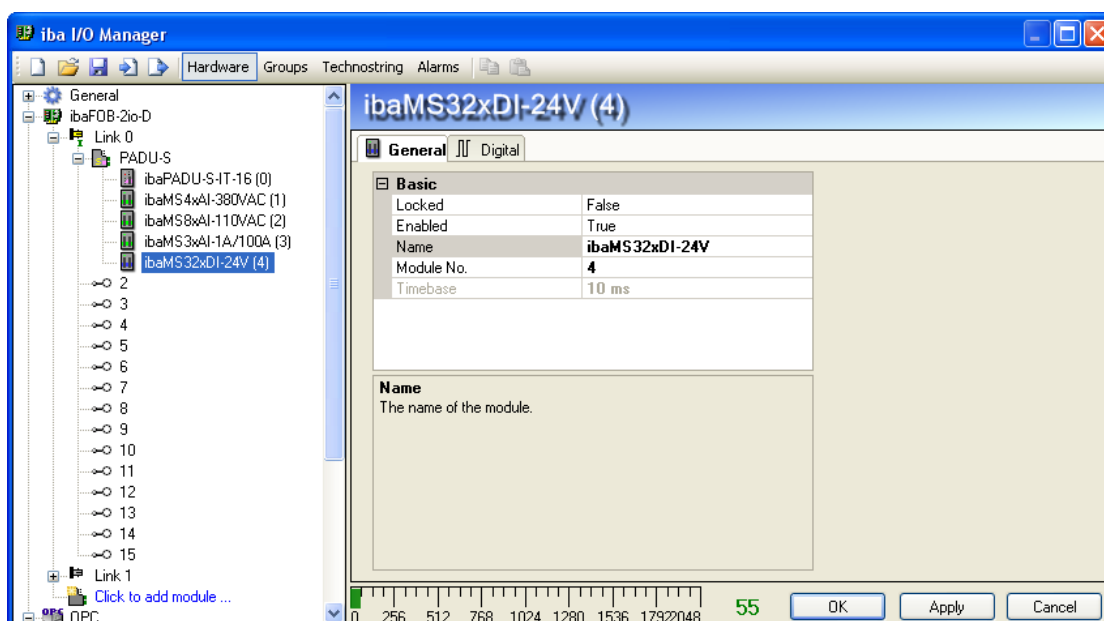 iba I/O Manager
Hardware Groups Technostring Alarms
General
ibaFOB-2io-D
Link 0
PADU-S
ibaPADU-S-IT-16 (0)
ibaMS4xAI-380VAC (1)
ibaMS8xAI-110VAC (2)
ibaMS3xAI-1A/100A (3)
ibaMS32xDI-24V (4)
2
3
4
5
6
7
8
9
10
11
12
13
14
15
Link 1
Click to add module ...
OPC
ibaMS32xDI-24V (4)
General Digital
Basic
Locked False
Enabled True
Name ibaMS32xDI-24V
Module No. 4
Timebase 10 ms
Name
The name of the module.
0 256 512 768 1024 1280 1536 1792 2048
55 OK Apply Cancel